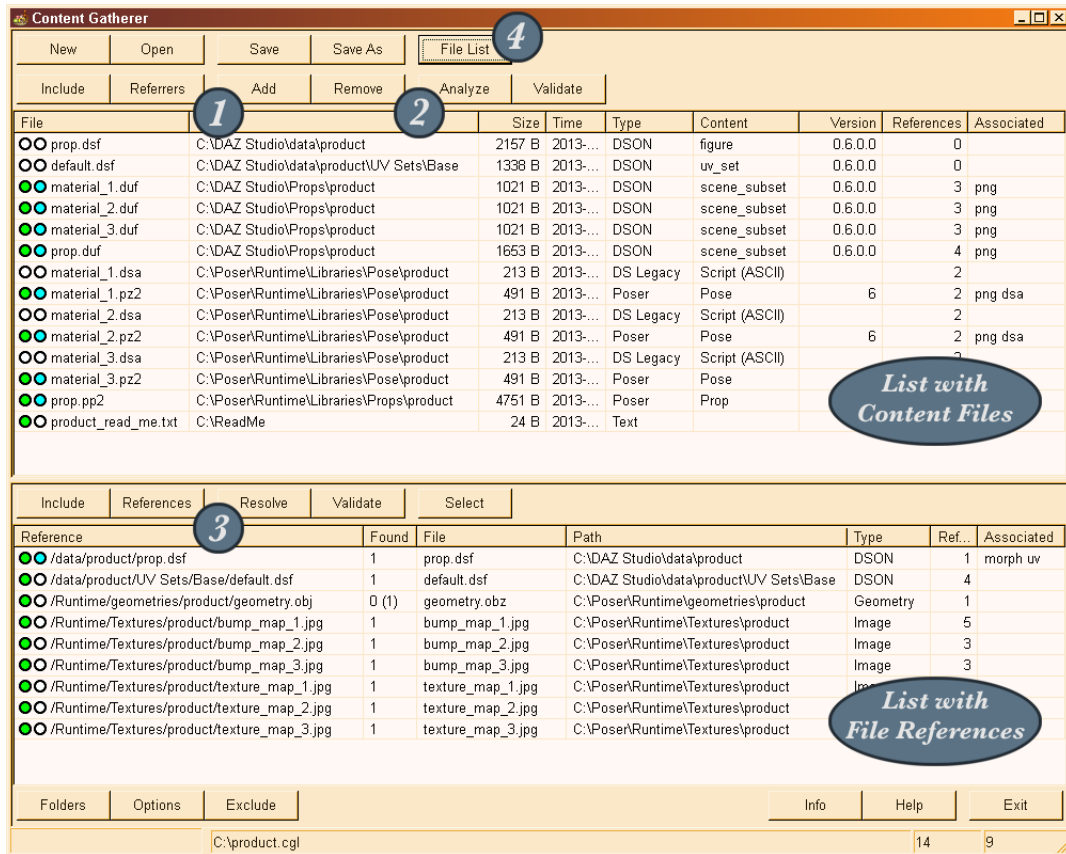 Content Gatherer
New Open Save Save As File List 4
Include Referrers Add Remove Analyze Validate
1 2
File Size Time Type Content Version References Associated
prop.dsf C:\DAZ Studio\data\product 2157 B 2013-... DSON figure 0.6.0.0 0
default.dsf C:\DAZ Studio\data\product\UV Sets\Base 1338 B 2013-... DSON uv_set 0.6.0.0 0
material_1.duf C:\DAZ Studio\Props\product 1021 B 2013-... DSON scene_subset 0.6.0.0 3 png
material_2.duf C:\DAZ Studio\Props\product 1021 B 2013-... DSON scene_subset 0.6.0.0 3 png
material_3.duf C:\DAZ Studio\Props\product 1021 B 2013-... DSON scene_subset 0.6.0.0 3 png
prop.duf C:\DAZ Studio\Props\product 1653 B 2013-... DSON scene_subset 0.6.0.0 4 png
material_1.dsa C:\Poser\Runtime\Libraries\Pose\product 213 B 2013-... DS Legacy Script (ASCII) 2
material_1.pz2 C:\Poser\Runtime\Libraries\Pose\product 491 B 2013-... Poser Pose 6 2 png dsa
material_2.dsa C:\Poser\Runtime\Libraries\Pose\product 213 B 2013-... DS Legacy Script (ASCII) 2
material_2.pz2 C:\Poser\Runtime\Libraries\Pose\product 491 B 2013-... Poser Pose 6 2 png dsa
material_3.dsa C:\Poser\Runtime\Libraries\Pose\product 213 B 2013-... DS Legacy Script (ASCII)
material_3.pz2 C:\Poser\Runtime\Libraries\Pose\product 491 B 2013-... Poser Pose
prop.pp2 C:\Poser\Runtime\Libraries\Props\product 4751 B 2013-... Poser Prop
product_read_me.txt C:\ReadMe 24 B 2013-... Text
List with
Content Files
Include References Resolve Validate Select
3
Reference Found File Path Type Ref... Associated
/data/product/prop.dsf 1 prop.dsf C:\DAZ Studio\data\product DSON 1 morph uv
/data/product/UV Sets/Base/default.dsf 1 default.dsf C:\DAZ Studio\data\product\UV Sets\Base DSON 4
/Runtime/geometries/product/geometry.obj 0 (1) geometry.obz C:\Poser\Runtime\geometries\product Geometry 1
/Runtime/Textures/product/bump_map_1.jpg 1 bump_map_1.jpg C:\Poser\Runtime\Textures\product Image 5
/Runtime/Textures/product/bump_map_2.jpg 1 bump_map_2.jpg C:\Poser\Runtime\Textures\product Image 3
/Runtime/Textures/product/bump_map_3.jpg 1 bump_map_3.jpg C:\Poser\Runtime\Textures\product Image 3
/Runtime/Textures/product/texture_map_1.jpg 1 texture_map_1.jpg C:\Poser\Runtime\Textures\product
/Runtime/Textures/product/texture_map_2.jpg 1 texture_map_2.jpg C:\Poser\Runtime\Textures\product
/Runtime/Textures/product/texture_map_3.jpg 1 texture_map_3.jpg C:\Poser\Runtime\Textures\product
List with
File References
Folders Options Exclude Info Help Exit
C:\product.cgl 14 9